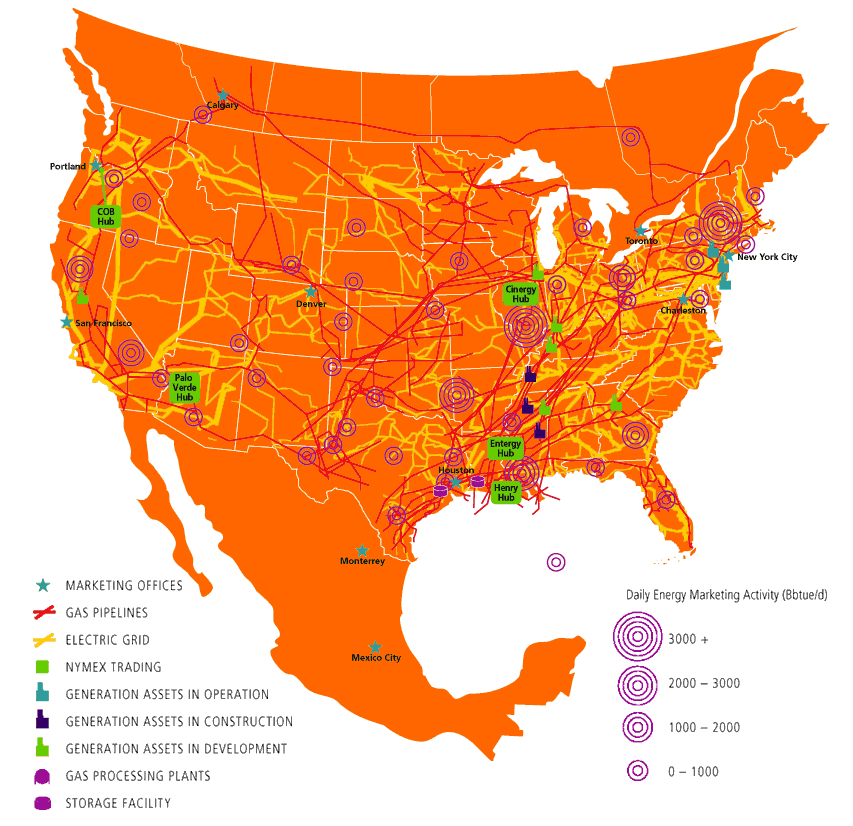 Calgary
Portland
COB
Hub
Toronto
New York City
Cinergy
Hub
Denver
Charleston
San Francisco
Palo
Verde
Hub
Entergy
Hub
Houston
Henry
Hub
Monterrey
Mexico City
MARKETING OFFICES
GAS PIPELINES
ELECTRIC GRID
NYMEX TRADING
GENERATION ASSETS IN OPERATION
GENERATION ASSETS IN CONSTRUCTION
GENERATION ASSETS IN DEVELOPMENT
GAS PROCESSING PLANTS
STORAGE FACILITY
Daily Energy Marketing Activity (Bbtue/d)
3000 +
2000 – 3000
1000 – 2000
0 – 1000